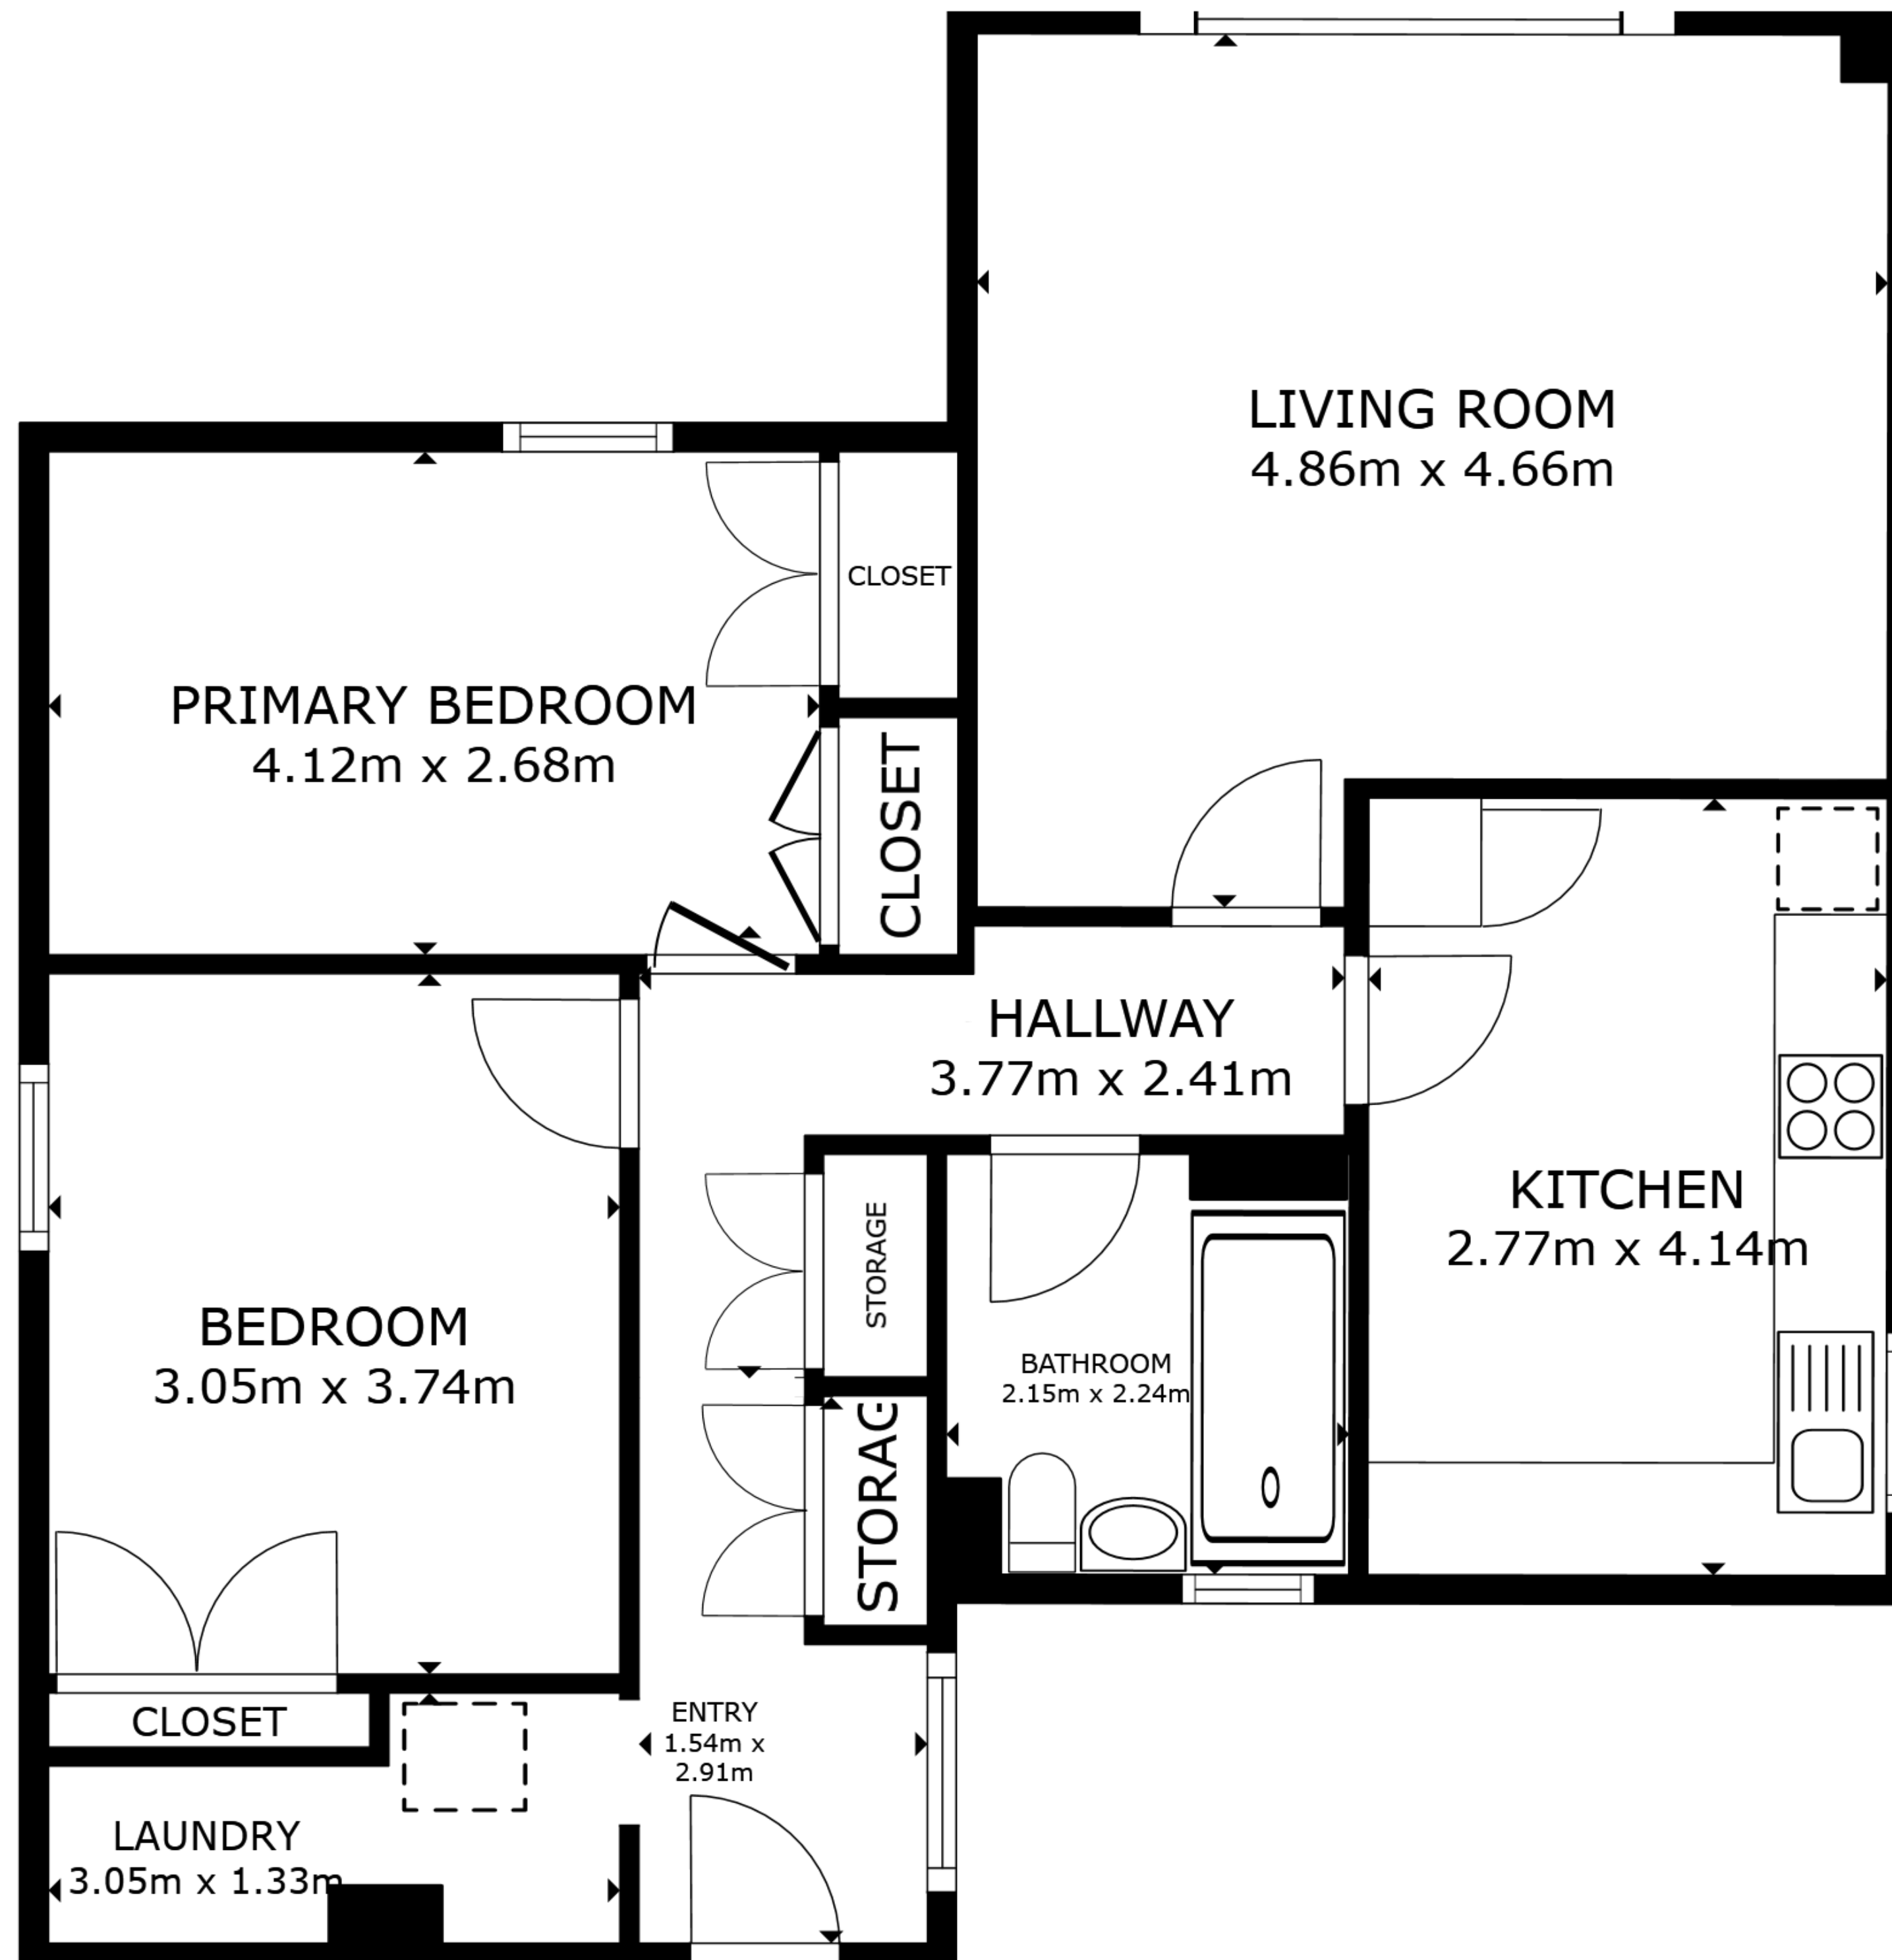 LIVING ROOM
4.86m x 4.66m
CLOSET
PRIMARY BEDROOM
4.12m x 2.68m
CLOSET
HALLWAY
3.77m x 2.41m
KITCHEN
2.77m x 4.14m
STORAGE
BEDROOM
3.05m x 3.74m
BATHROOM
2.15m x 2.24m
STORAG
CLOSET
ENTRY
1.54m x
2.91m
LAUNDRY
3.05m x 1.33m